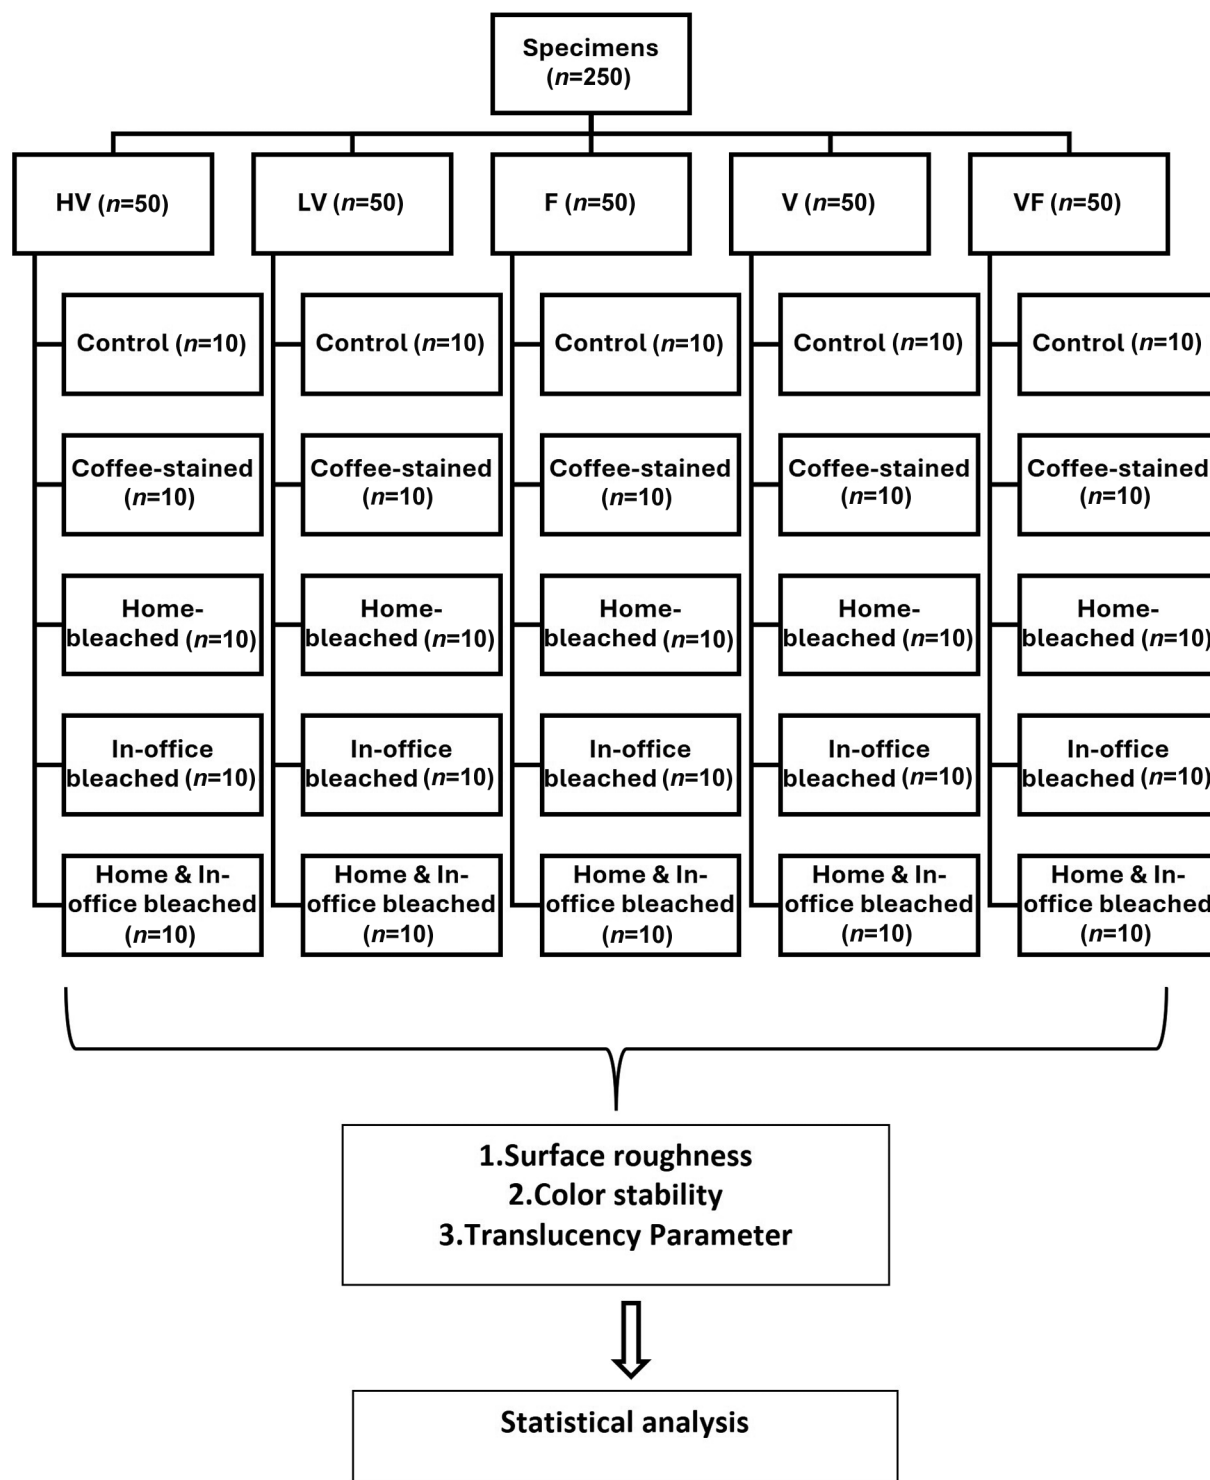 Specimens
(n=250)
HV (n=50)
LV (n=50)
F (n=50)
V (n=50)
VF (n=50)
Control (n=10)
Control (n=10)
Control (n=10)
Control (n=10)
Control (n=10)
Coffee-stained
(n=10)
Coffee-stained
(n=10)
Coffee-stained
(n=10)
Coffee-stained
(n=10)
Coffee-stained
(n=10)
Home-
bleached (n=10)
Home-
bleached (n=10)
Home-
bleached (n=10)
Home-
bleached (n=10)
Home-
bleached (n=10)
In-office
bleached (n=10)
In-office
bleached (n=10)
In-office
bleached (n=10)
In-office
bleached (n=10)
In-office
bleached (n=10)
Home & In-
office bleached
(n=10)
Home & In-
office bleached
(n=10)
Home & In-
office bleached
(n=10)
Home & In-
office bleached
(n=10)
Home & In-
office bleached
(n=10)
1.Surface roughness
2.Color stability
3.Translucency Parameter
Statistical analysis